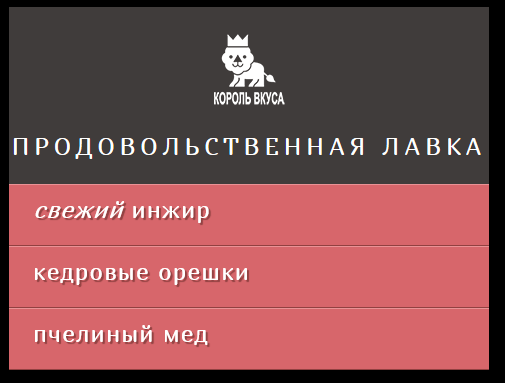 КОРОЛЬ ВКУСА
ПРОДОВОЛЬСТВЕННАЯ ЛАВКА
свежий инжир
кедровые орешки
пчелиный мед